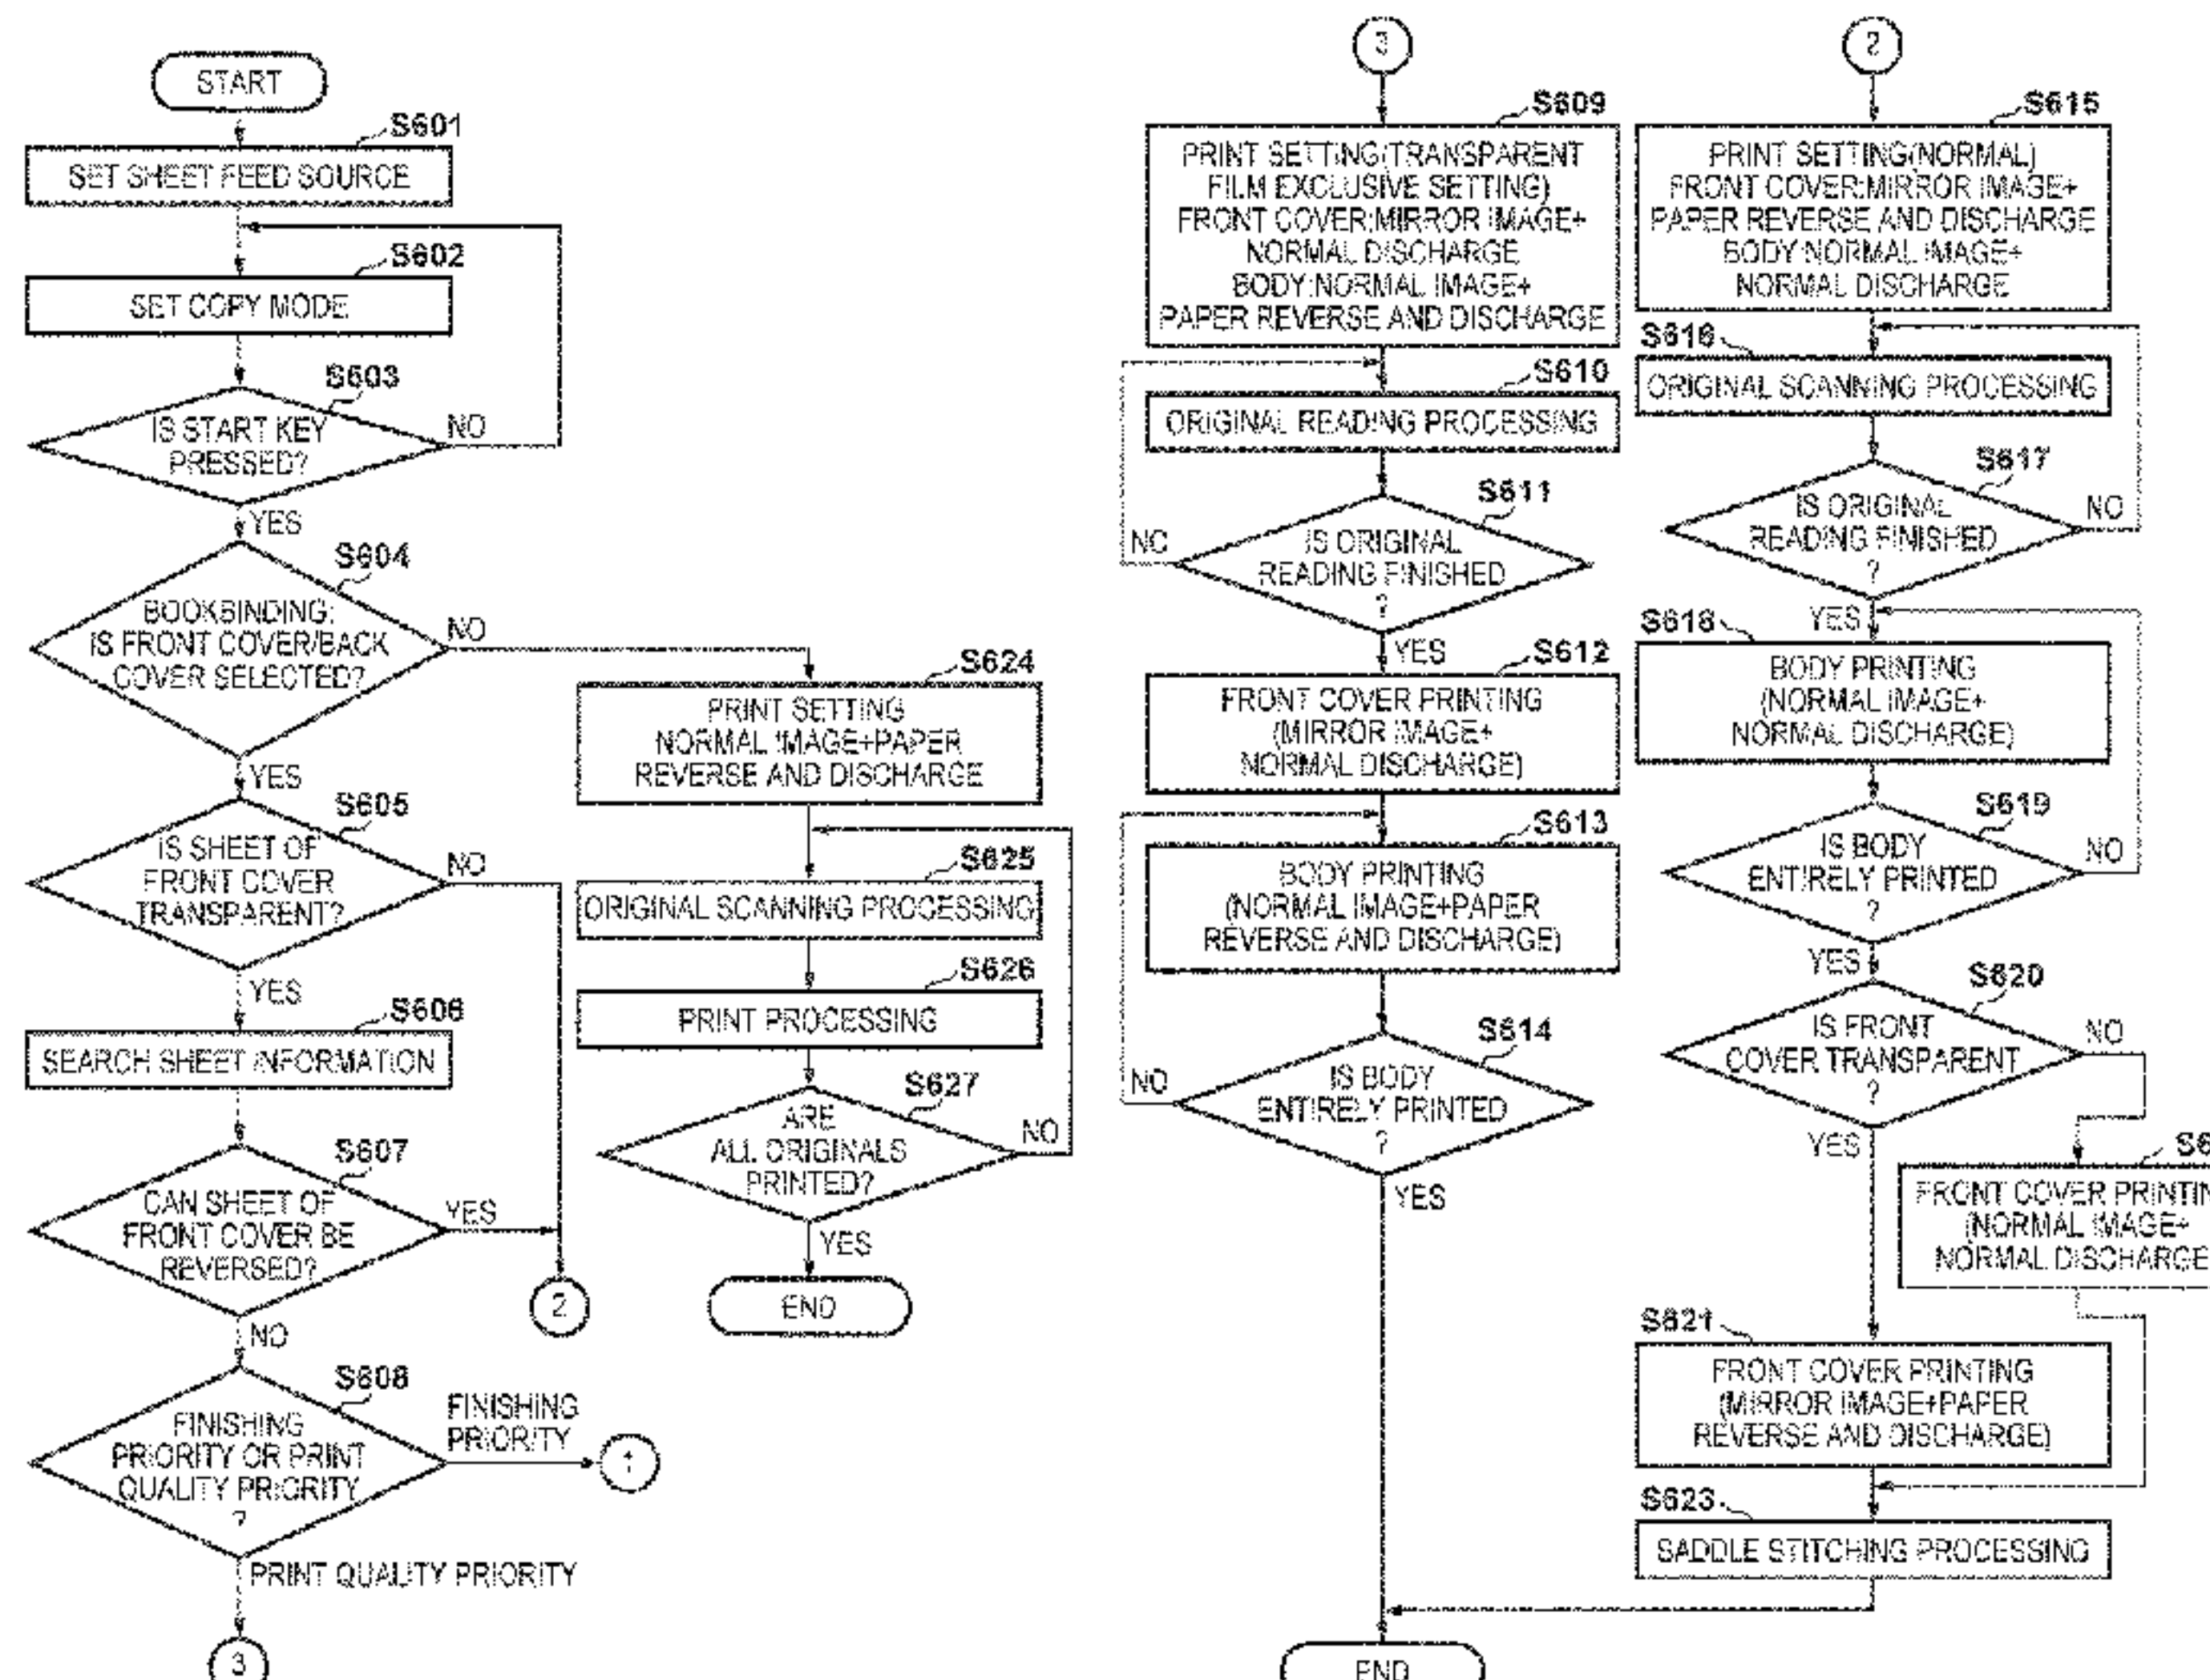 START
S601
SET SHEET FEED SOURCE
S602
SET COPY MODE
S603
IS START KEY
PRESSED?
NO
YES
S604
BOOKBINDING:
IS FRONT COVER/BACK
COVER SELECTED?
NO
YES
S605
IS SHEET OF
FRONT COVER
TRANSPARENT?
NO
YES
S606
SEARCH SHEET INFORMATION
S607
CAN SHEET OF
FRONT COVER BE
REVERSED?
YES
2
NO
S608
FINISHING
PRIORITY OR PRINT
QUALITY PRIORITY
?
FINISHING
PRIORITY
1
PRINT QUALITY PRIORITY
3
S624
PRINT SETTING
NORMAL IMAGE+PAPER
REVERSE AND DISCHARGE
S625
ORIGINAL SCANNING PROCESSING
S626
PRINT PROCESSING
S627
ARE
ALL ORIGINALS
PRINTED?
NO
YES
END
3
S609
PRINT SETTING(TRANSPARENT
FILM EXCLUSIVE SETTING)
FRONT COVER:MIRROR IMAGE+
NORMAL DISCHARGE
BODY:NORMAL IMAGE+
PAPER REVERSE AND DISCHARGE
S610
ORIGINAL READING PROCESSING
S611
IS ORIGINAL
READING FINISHED
?
NO
YES
S612
FRONT COVER PRINTING
(MIRROR IMAGE+
NORMAL DISCHARGE)
S613
BODY PRINTING
(NORMAL IMAGE+PAPER
REVERSE AND DISCHARGE)
S614
IS BODY
ENTIRELY PRINTED
?
NO
YES
END
2
S615
PRINT SETTING(NORMAL)
FRONT COVER:MIRROR IMAGE+
PAPER REVERSE AND DISCHARGE
BODY:NORMAL IMAGE+
NORMAL DISCHARGE
S616
ORIGINAL SCANNING PROCESSING
S617
IS ORIGINAL
READING FINISHED
?
NO
YES
S618
BODY PRINTING
(NORMAL IMAGE+
NORMAL DISCHARGE)
S619
IS BODY
ENTIRELY PRINTED
?
NO
YES
S620
IS FRONT
COVER TRANSPARENT
?
NO
YES
S6
FRONT COVER PRINTIN
(NORMAL IMAGE+
NORMAL DISCHARGE
S621
FRONT COVER PRINTING
(MIRROR IMAGE+PAPER
REVERSE AND DISCHARGE)
S623
SADDLE STITCHING PROCESSING